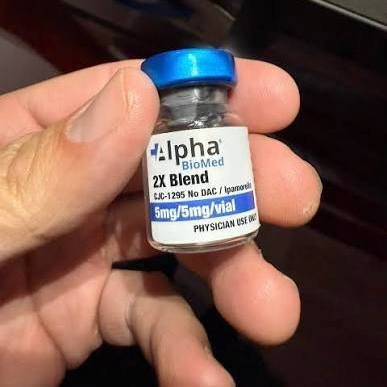 Alpha
BioMed
2X Blend
CJC-1295 No DAC / Ipamorelin
5mg/5mg/vial
PHYSICIAN USE ONLY